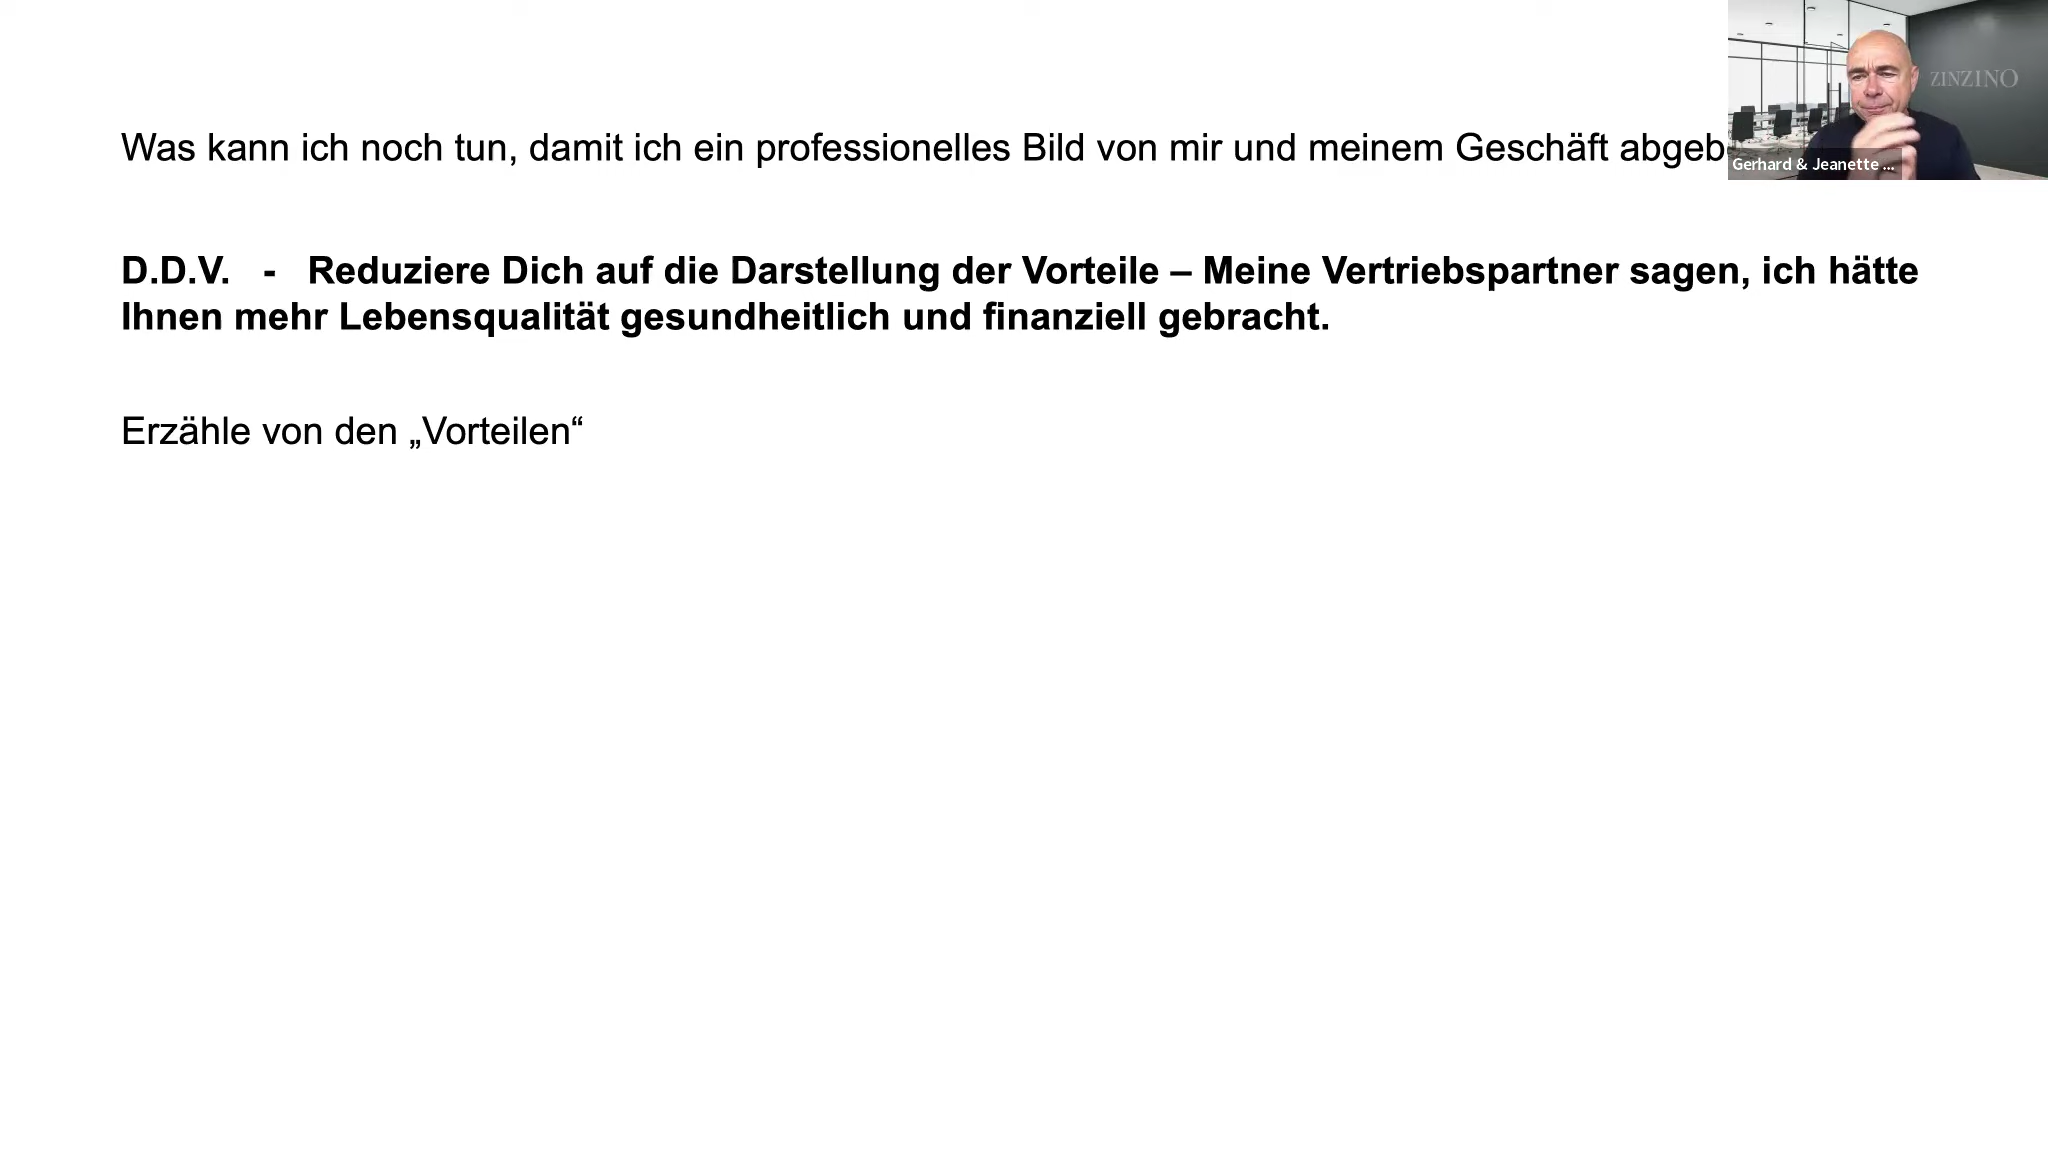 ZINZINO
Was kann ich noch tun, damit ich ein professionelles Bild von mir und meinem Geschäft abgeb
Gerhard & Jeanette ...
D.D.V. - Reduziere Dich auf die Darstellung der Vorteile – Meine Vertriebspartner sagen, ich hätte
Ihnen mehr Lebensqualität gesundheitlich und finanziell gebracht.
Erzähle von den „Vorteilen“